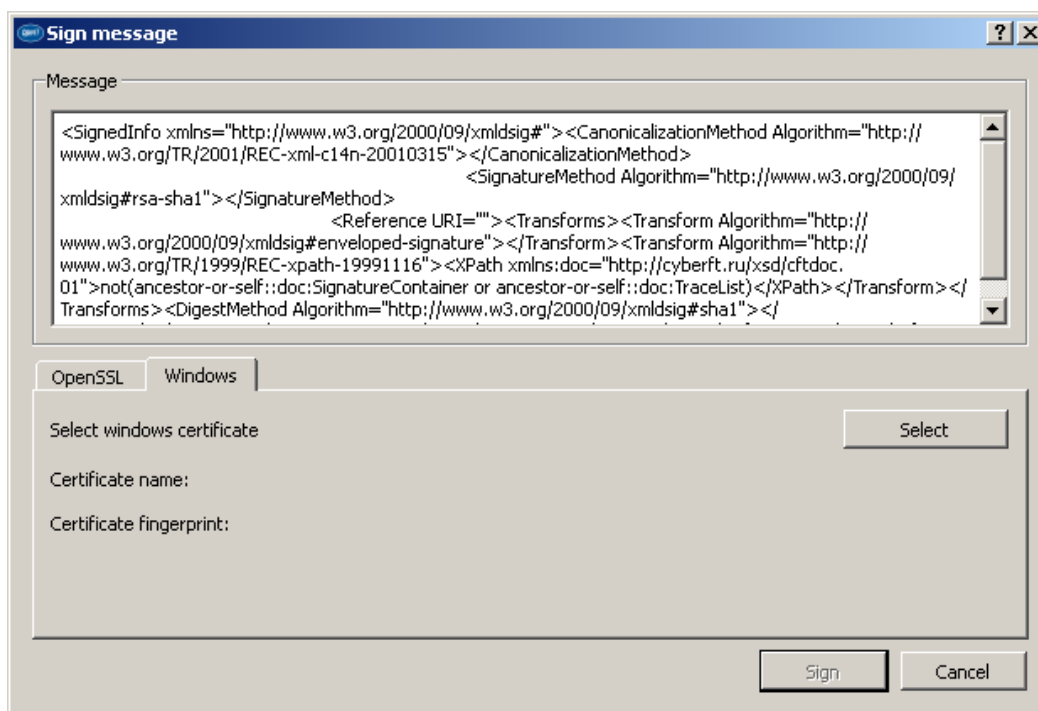 Sign message
Message
<SignedInfo xmlns="http://www.w3.org/2000/09/xmldsig#"><CanonicalizationMethod Algorithm="http://
www.w3.org/TR/2001/REC-xml-c14n-20010315"></CanonicalizationMethod>
<SignatureMethod Algorithm="http://www.w3.org/2000/09/
xmldsig#rsa-sha1"></SignatureMethod>
<Reference URI=""><Transforms><Transform Algorithm="http://
www.w3.org/2000/09/xmldsig#enveloped-signature"></Transform><Transform Algorithm="http://
www.w3.org/TR/1999/REC-xpath-19991116"><XPath xmlns:doc="http://cyberft.ru/xsd/cftdoc.
01">not(ancestor-or-self::doc:SignatureContainer or ancestor-or-self::doc:TraceList)</XPath></Transform></
Transforms><DigestMethod Algorithm="http://www.w3.org/2000/09/xmldsig#sha1"></
OpenSSL Windows
Select windows certificate Select
Certificate name:
Certificate fingerprint:
Sign Cancel